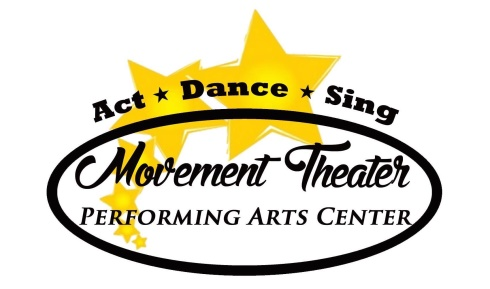 Act ★ Dance ★ Sing
Movement Theater
PERFORMING ARTS CENTER